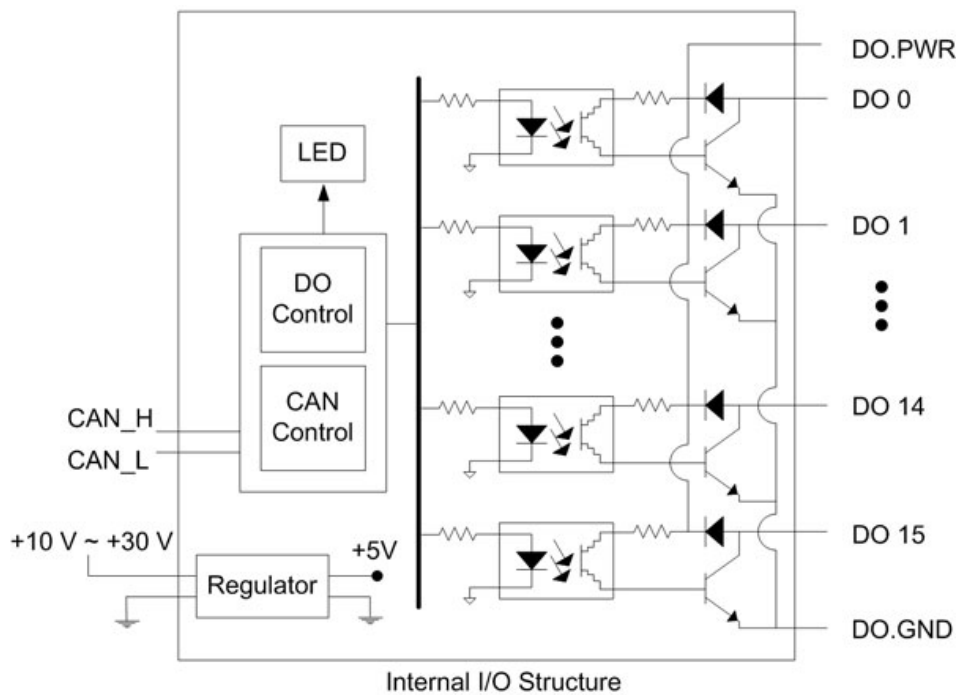 DO.PWR
DO 0
LED
DO 1
DO
Control
CAN
Control
CAN_H
CAN_L
DO 14
+10 V ~ +30 V
+5V
Regulator
DO 15
DO.GND
Internal I/O Structure